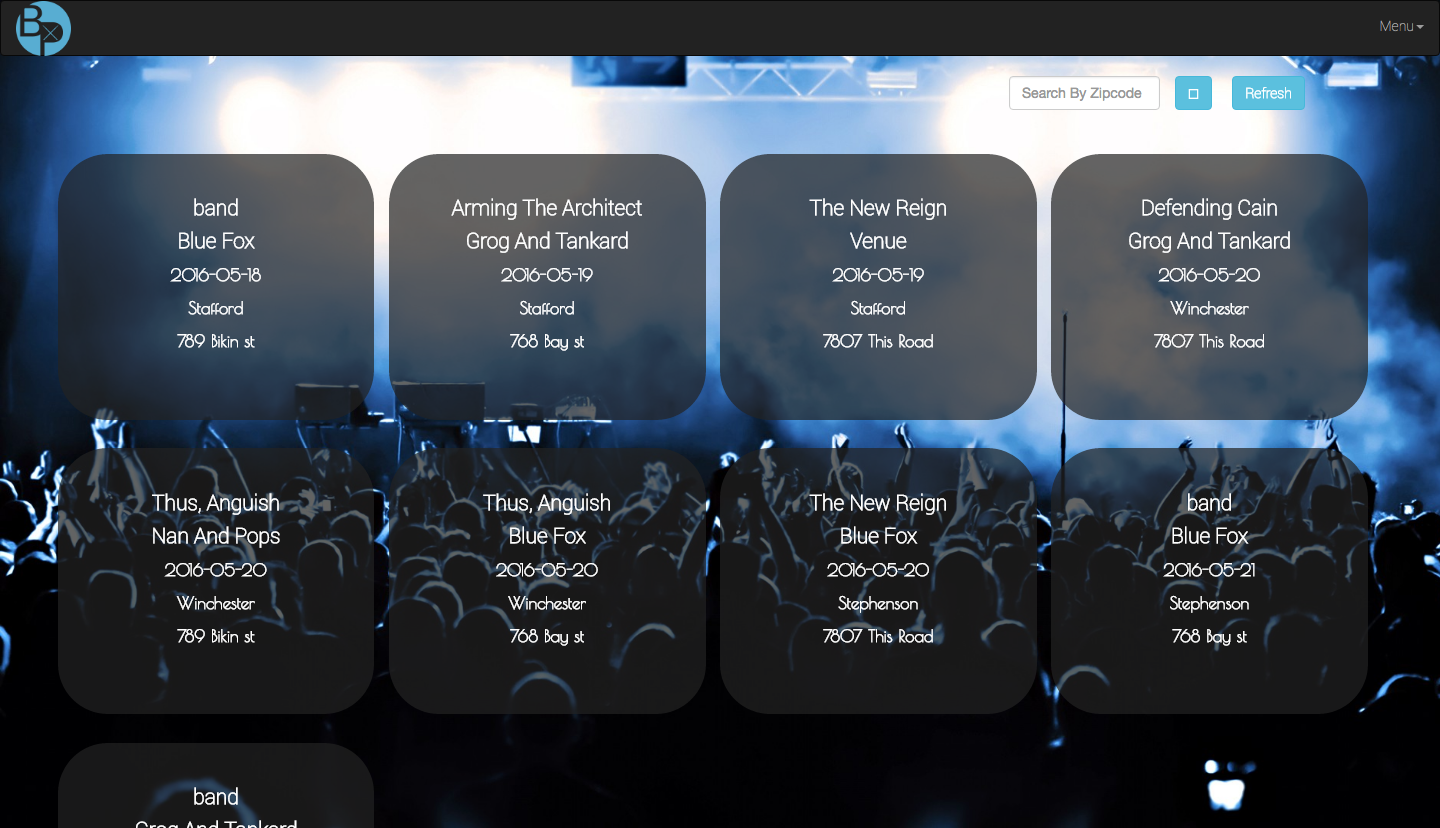 BxP
Menu
Search By Zipcode
Refresh
band
Blue Fox
2016-05-18
Stafford
789 Bikin st
Arming The Architect
Grog And Tankard
2016-05-19
Stafford
768 Bay st
The New Reign
Venue
2016-05-19
Stafford
7807 This Road
Defending Cain
Grog And Tankard
2016-05-20
Winchester
7807 This Road
Thus, Anguish
Nan And Pops
2016-05-20
Winchester
789 Bikin st
Thus, Anguish
Blue Fox
2016-05-20
Winchester
768 Bay st
The New Reign
Blue Fox
2016-05-20
Stephenson
7807 This Road
band
Blue Fox
2016-05-21
Stephenson
768 Bay st
band
Grog And Tankard